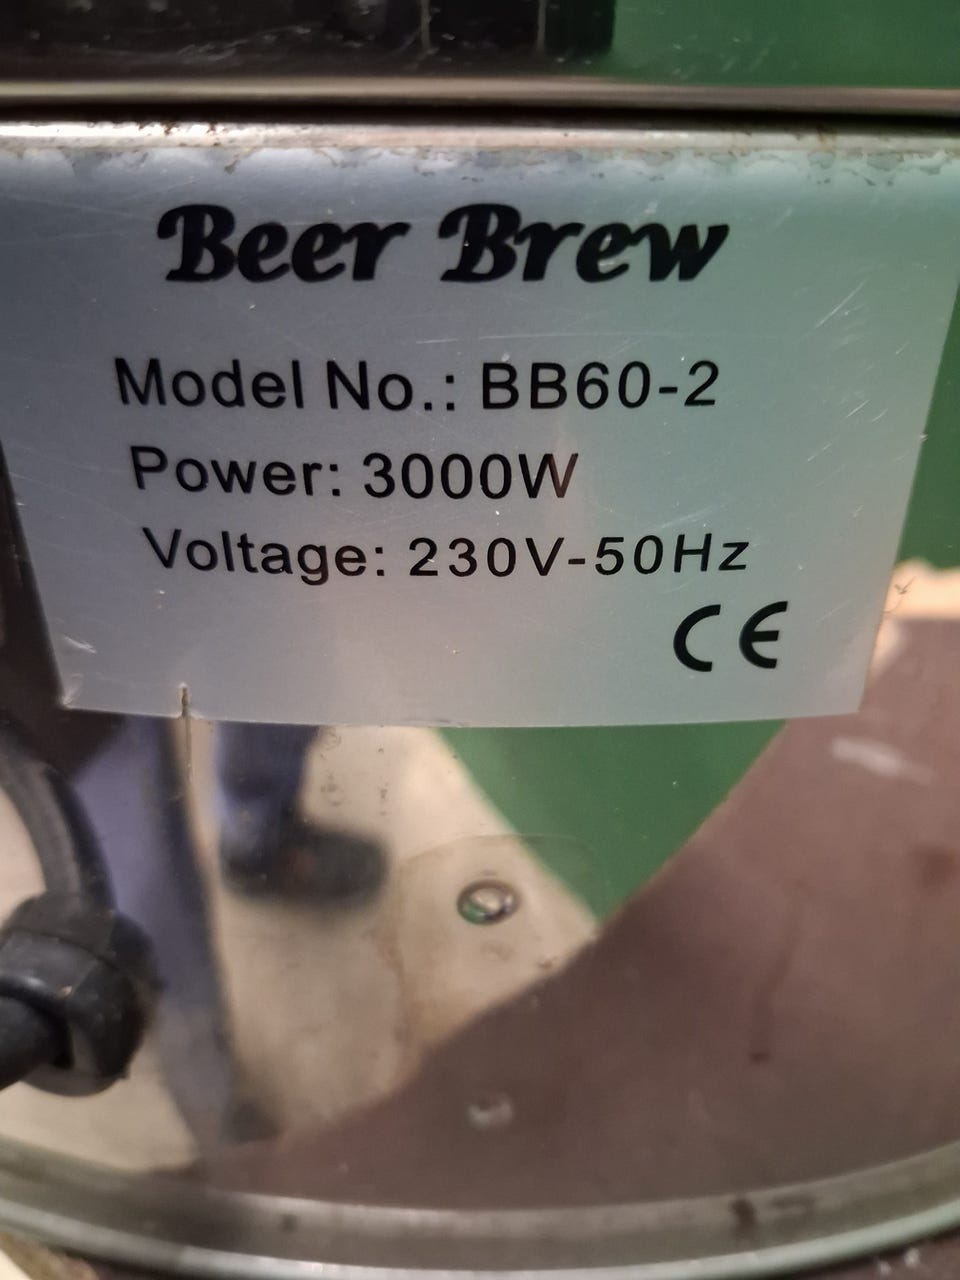 Beer Brew
Model No.: BB60-2
Power: 3000W
Voltage: 230V-50Hz
CE